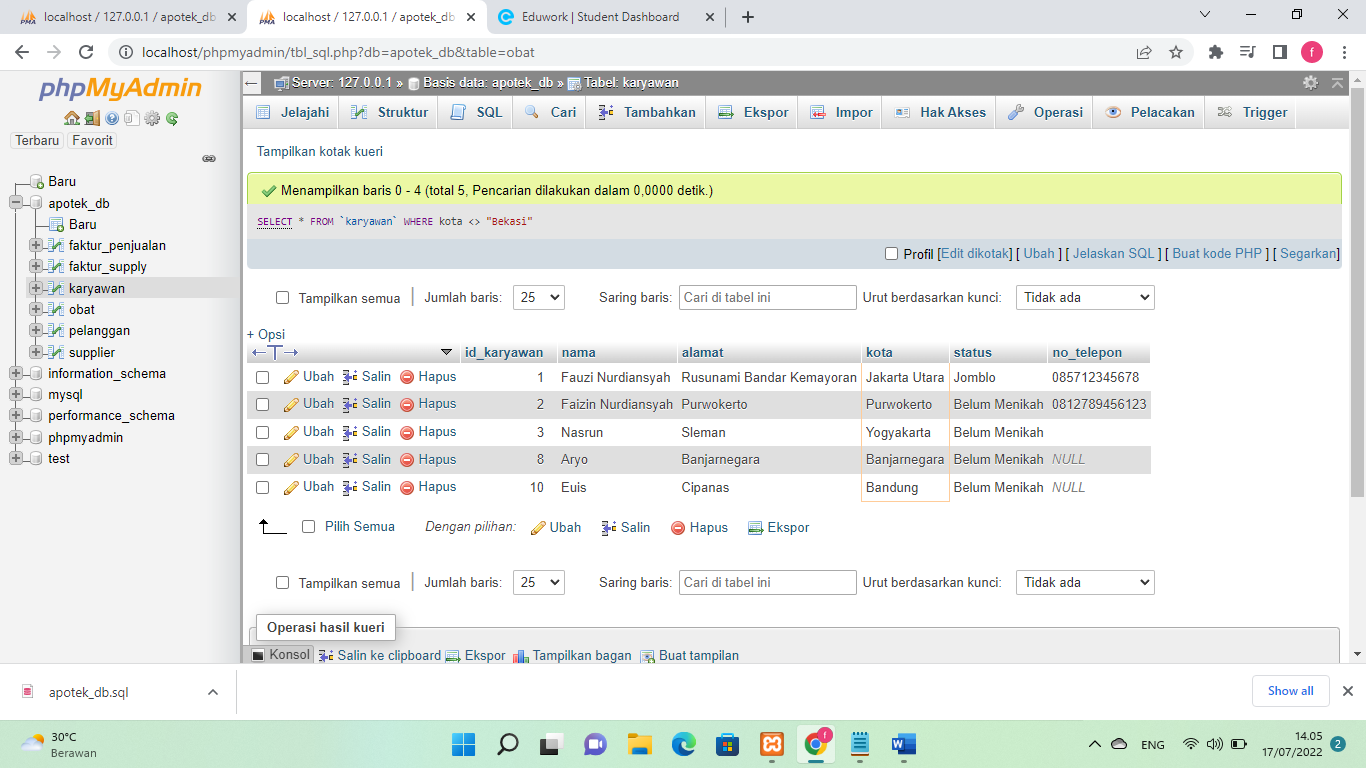 localhost / 127.0.0.1 / apotek_db
localhost / 127.0.0.1 / apotek_db
Eduwork | Student Dashboard
localhost/phpmyadmin/tbl_sql.php?db=apotek_db&table=obat
f
phpMyAdmin
Terbaru Favorit
Baru
apotek_db
Baru
faktur_penjualan
faktur_supply
karyawan
obat
pelanggan
supplier
information_schema
mysql
performance_schema
phpmyadmin
test
Server: 127.0.0.1 » Basis data: apotek_db » Tabel: karyawan
Jelajahi Struktur SQL Cari Tambahkan Ekspor Impor Hak Akses Operasi Pelacakan Trigger
Tampilkan kotak kueri
Menampilkan baris 0 - 4 (total 5, Pencarian dilakukan dalam 0,0000 detik.)
SELECT * FROM `karyawan` WHERE kota <> "Bekasi"
Profil [Edit dikotak] [ Ubah ] [ Jelaskan SQL ] [ Buat kode PHP ] [ Segarkan]
Tampilkan semua Jumlah baris: 25 Saring baris: Cari di tabel ini Urut berdasarkan kunci: Tidak ada
+ Opsi
←T→ id_karyawan nama alamat kota status no_telepon
Ubah Salin Hapus 1 Fauzi Nurdiansyah Rusunami Bandar Kemayoran Jakarta Utara Jomblo 085712345678
Ubah Salin Hapus 2 Faizin Nurdiansyah Purwokerto Purwokerto Belum Menikah 0812789456123
Ubah Salin Hapus 3 Nasrun Sleman Yogyakarta Belum Menikah
Ubah Salin Hapus 8 Aryo Banjarnegara Banjarnegara Belum Menikah NULL
Ubah Salin Hapus 10 Euis Cipanas Bandung Belum Menikah NULL
Pilih Semua Dengan pilihan: Ubah Salin Hapus Ekspor
Tampilkan semua Jumlah baris: 25 Saring baris: Cari di tabel ini Urut berdasarkan kunci: Tidak ada
Operasi hasil kueri
Konsol Salin ke clipboard Ekspor Tampilkan bagan Buat tampilan
apotek_db.sql
Show all
30°C
Berawan
f
ENG
14.05
17/07/2022
2